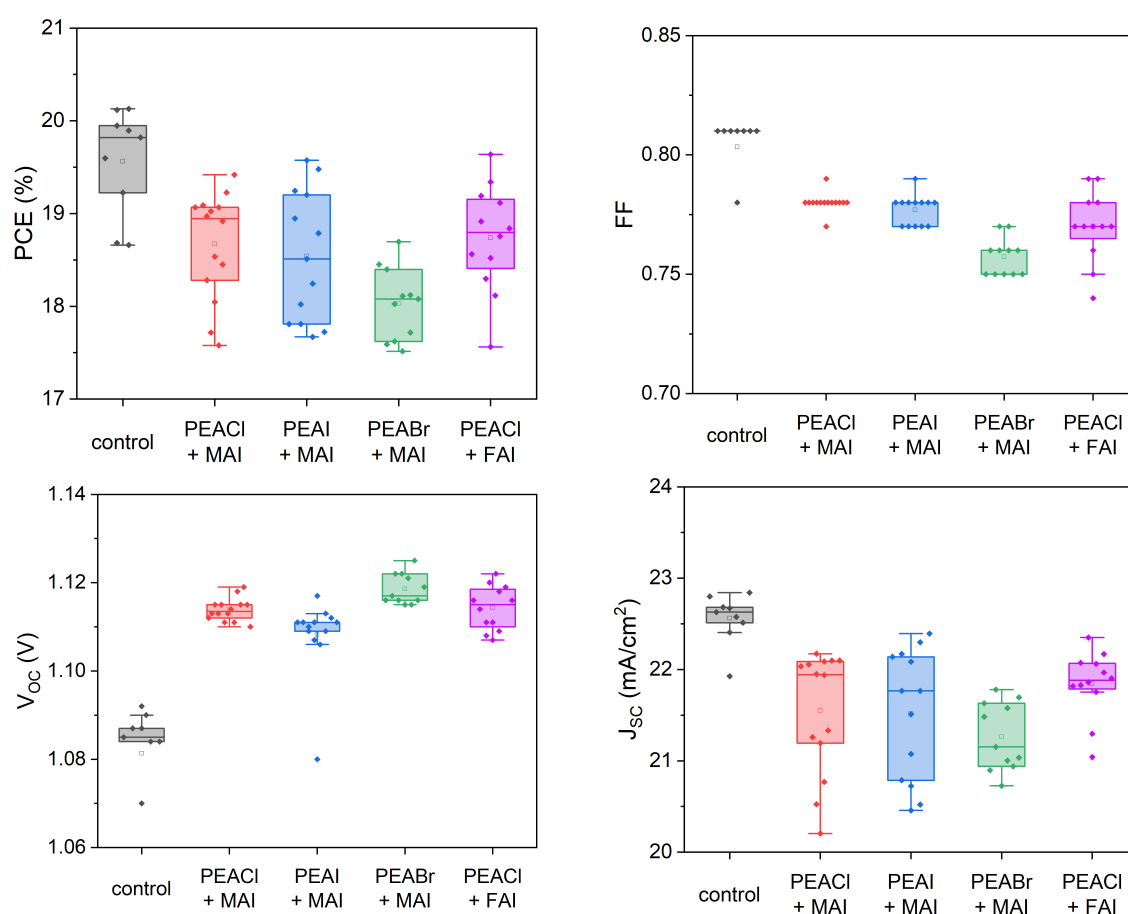 PCE (%)
21
20
19
18
17
control
PEACl
+ MAI
PEAI
+ MAI
PEABr
+ MAI
PEACl
+ FAI
FF
0.85
0.80
0.75
0.70
control
PEACl
+ MAI
PEAI
+ MAI
PEABr
+ MAI
PEACl
+ FAI
V_OC (V)
1.14
1.12
1.10
1.08
1.06
control
PEACl
+ MAI
PEAI
+ MAI
PEABr
+ MAI
PEACl
+ FAI
J_SC (mA/cm²)
24
23
22
21
20
control
PEACl
+ MAI
PEAI
+ MAI
PEABr
+ MAI
PEACl
+ FAI